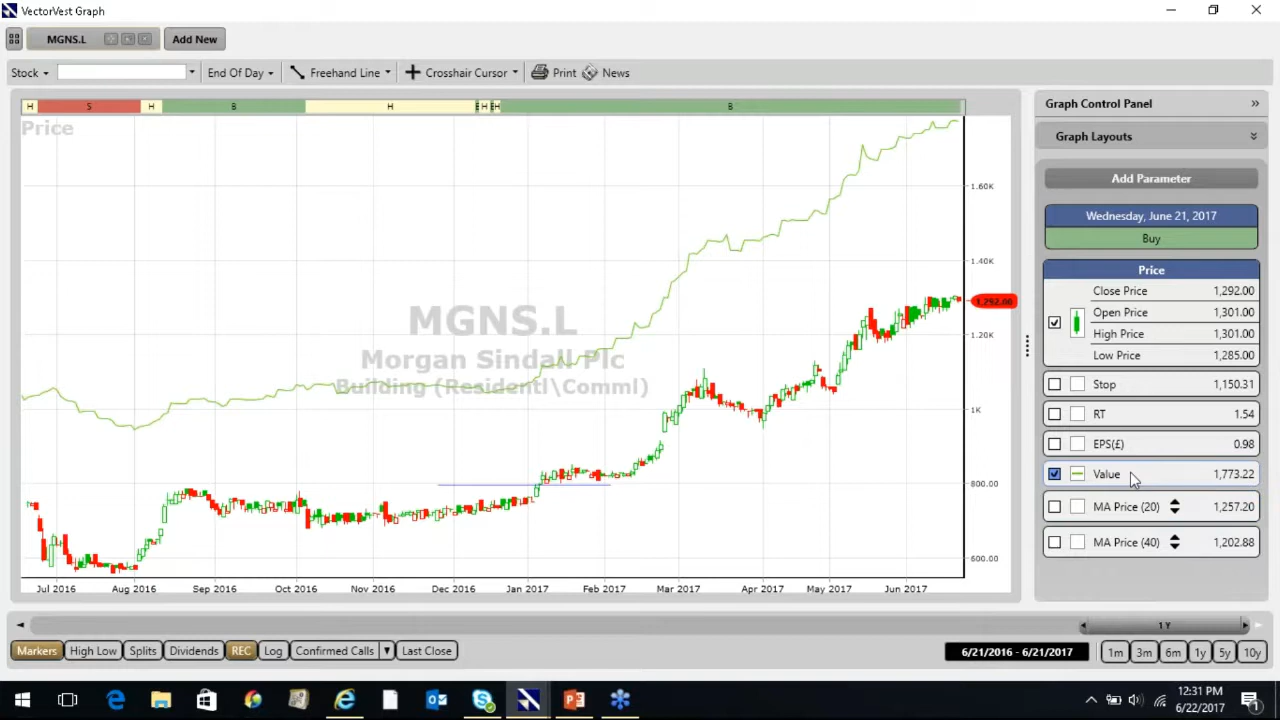 VectorVest Graph
MGNS.L
Add New
Stock End Of Day Freehand Line Crosshair Cursor Print News
H S H B H E H E H B
Price
MGNS.L
Morgan Sindall Plc
Building (Residentl\Comml)
1.60K
1.40K
1,292.00
1.20K
1K
800.00
600.00
Jul 2016 Aug 2016 Sep 2016 Oct 2016 Nov 2016 Dec 2016 Jan 2017 Feb 2017 Mar 2017 Apr 2017 May 2017 Jun 2017
Graph Control Panel
Graph Layouts
Add Parameter
Wednesday, June 21, 2017
Buy
Price
Close Price 1,292.00
Open Price 1,301.00
High Price 1,301.00
Low Price 1,285.00
Stop 1,150.31
RT 1.54
EPS(£) 0.98
Value 1,773.22
MA Price (20) 1,257.20
MA Price (40) 1,202.88
1 Y
Markers High Low Splits Dividends REC Log Confirmed Calls Last Close 6/21/2016 - 6/21/2017 1m 3m 6m 1y 5y 10y
12:31 PM
6/22/2017